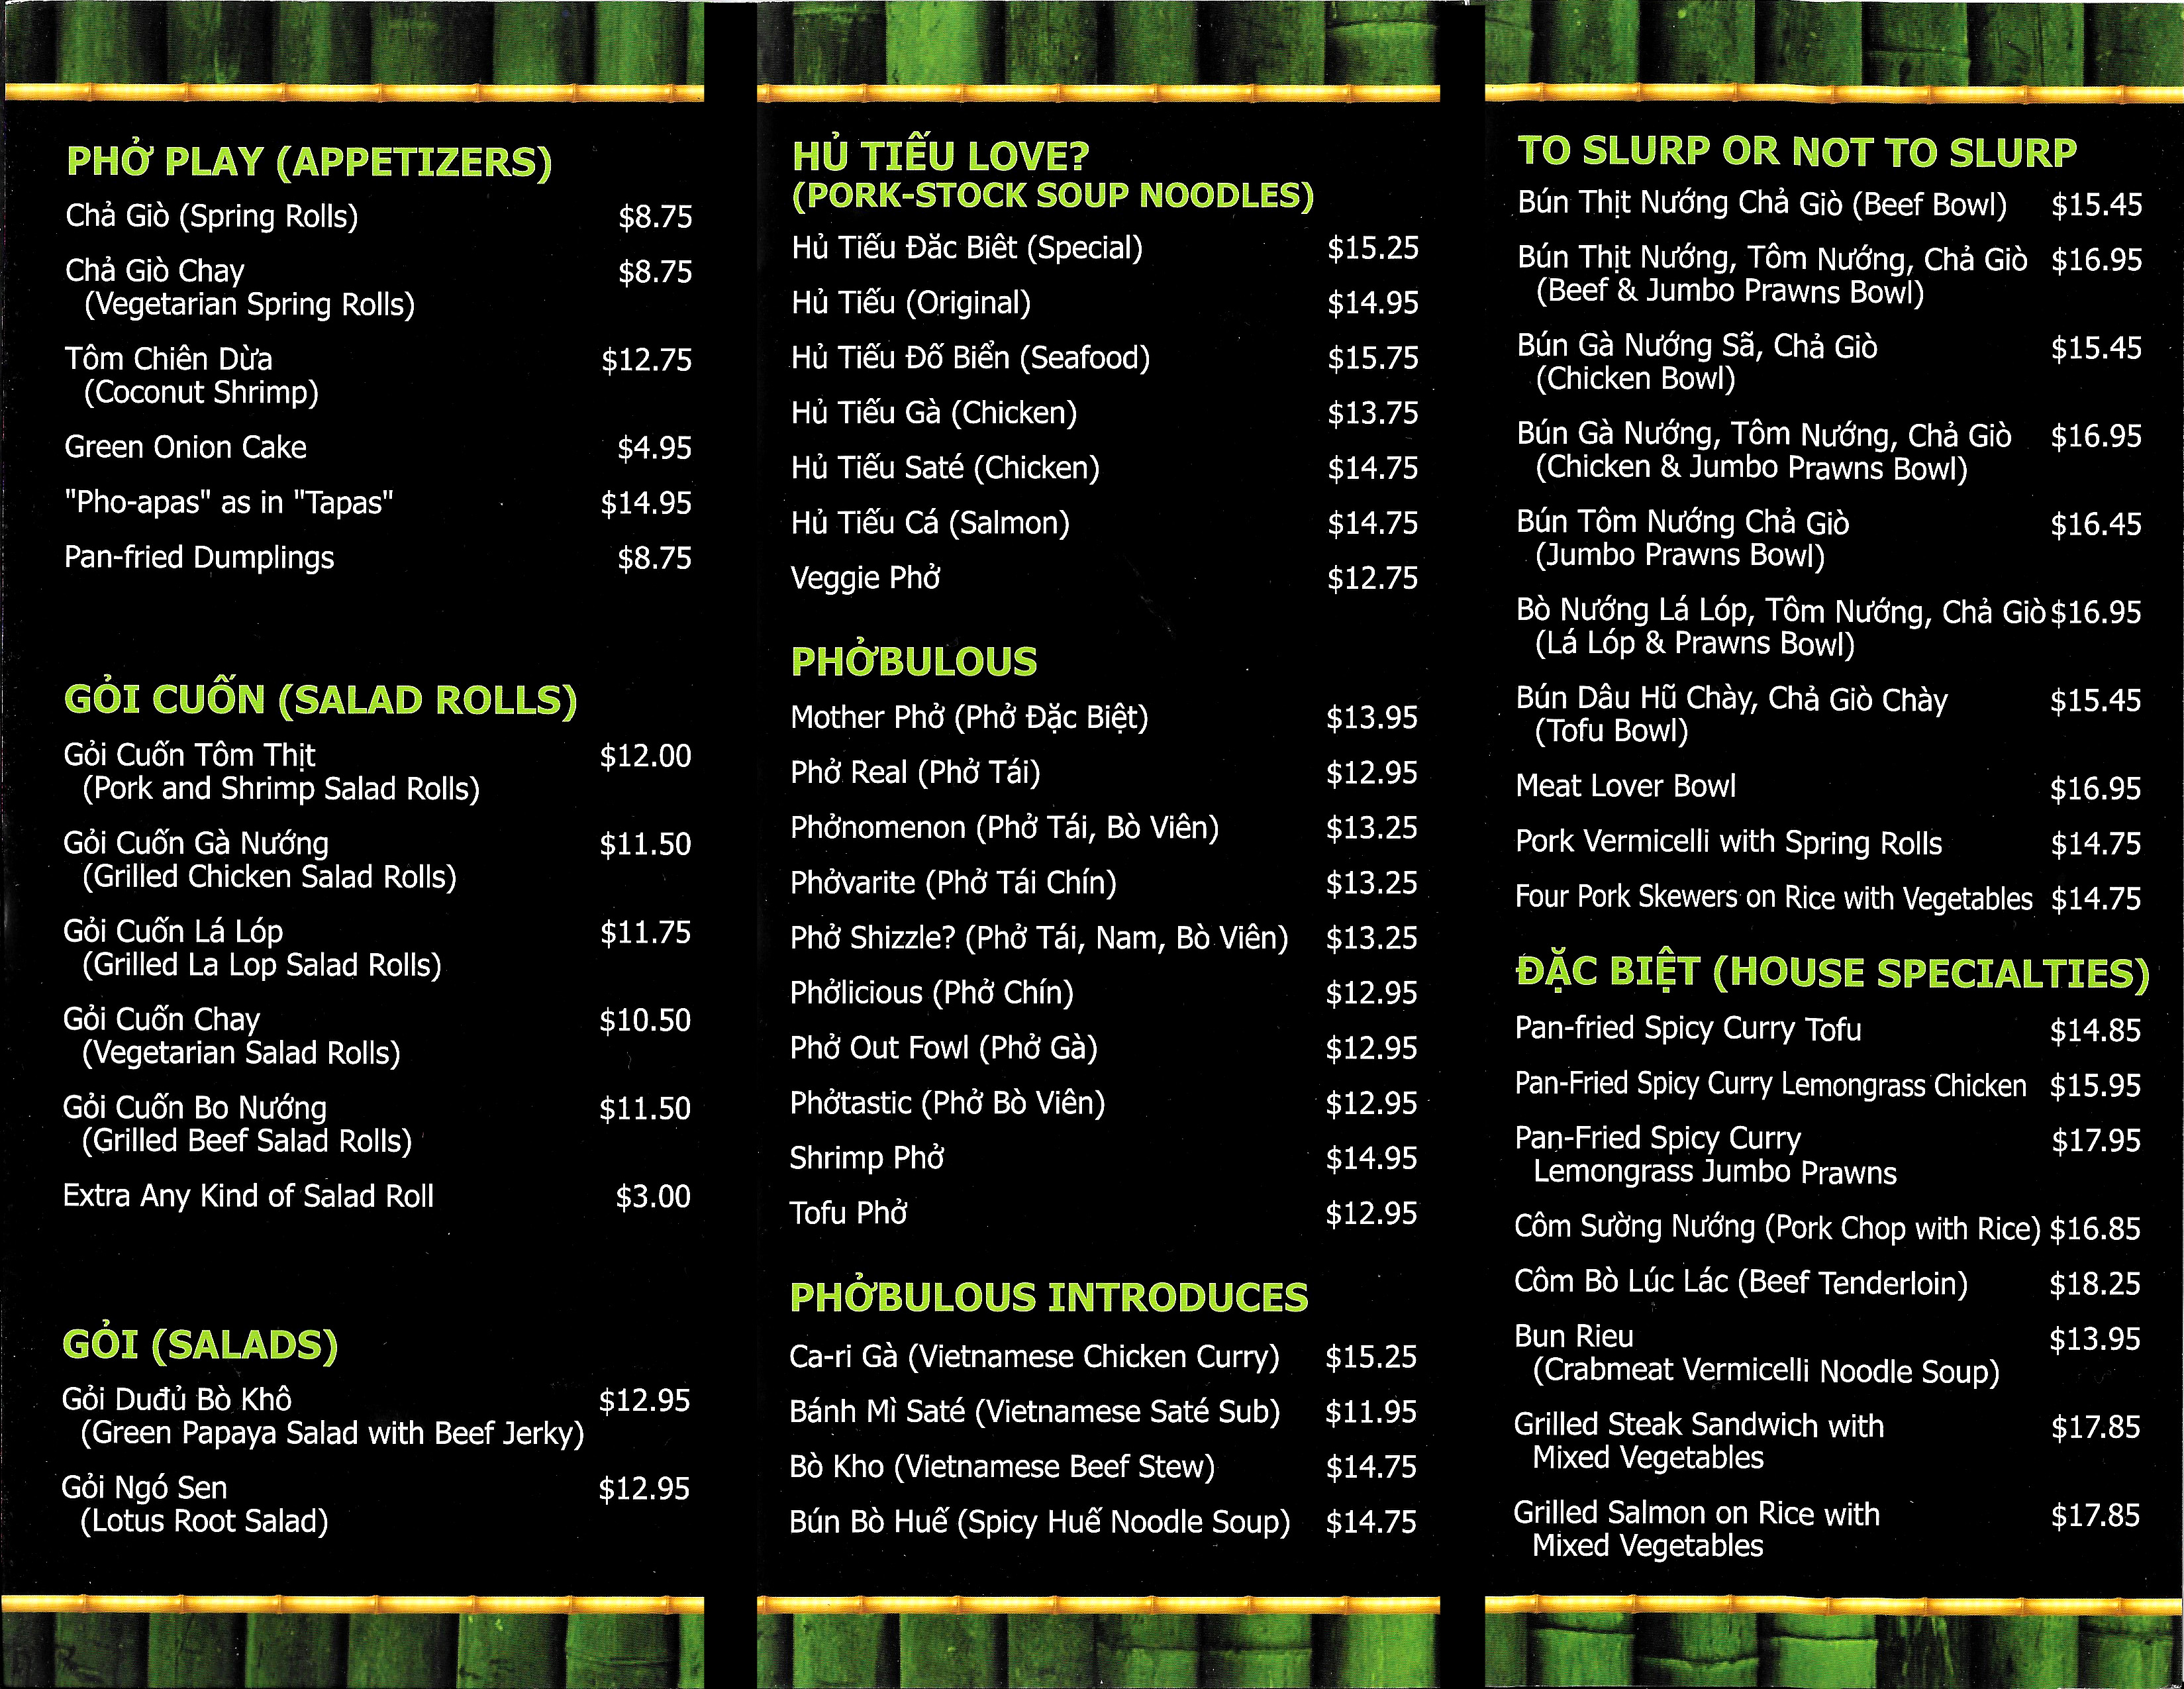 PHỞ PLAY (APPETIZERS)
Chả Giò (Spring Rolls) $8.75
Chả Giò Chay $8.75
(Vegetarian Spring Rolls)
Tôm Chiên Dừa $12.75
(Coconut Shrimp)
Green Onion Cake $4.95
"Pho-apas" as in "Tapas" $14.95
Pan-fried Dumplings $8.75
GỎI CUỐN (SALAD ROLLS)
Gỏi Cuốn Tôm Thịt $12.00
(Pork and Shrimp Salad Rolls)
Gỏi Cuốn Gà Nướng $11.50
(Grilled Chicken Salad Rolls)
Gỏi Cuốn Lá Lóp $11.75
(Grilled La Lop Salad Rolls)
Gỏi Cuốn Chay $10.50
(Vegetarian Salad Rolls)
Gỏi Cuốn Bo Nướng $11.50
(Grilled Beef Salad Rolls)
Extra Any Kind of Salad Roll $3.00
GỎI (SALADS)
Gỏi Duđủ Bò Khô $12.95
(Green Papaya Salad with Beef Jerky)
Gỏi Ngó Sen $12.95
(Lotus Root Salad)
HỦ TIẾU LOVE?
(PORK-STOCK SOUP NOODLES)
Hủ Tiếu Đăc Biêt (Special) $15.25
Hủ Tiếu (Original) $14.95
Hủ Tiếu Đố Biển (Seafood) $15.75
Hủ Tiếu Gà (Chicken) $13.75
Hủ Tiếu Saté (Chicken) $14.75
Hủ Tiếu Cá (Salmon) $14.75
Veggie Phở $12.75
PHỞBULOUS
Mother Phở (Phở Đặc Biệt) $13.95
Phở Real (Phở Tái) $12.95
Phởnomenon (Phở Tái, Bò Viên) $13.25
Phởvarite (Phở Tái Chín) $13.25
Phở Shizzle? (Phở Tái, Nam, Bò Viên) $13.25
Phởlicious (Phở Chín) $12.95
Phở Out Fowl (Phở Gà) $12.95
Phởtastic (Phở Bò Viên) $12.95
Shrimp Phở $14.95
Tofu Phở $12.95
PHỞBULOUS INTRODUCES
Ca-ri Gà (Vietnamese Chicken Curry) $15.25
Bánh Mì Saté (Vietnamese Saté Sub) $11.95
Bò Kho (Vietnamese Beef Stew) $14.75
Bún Bò Huế (Spicy Huế Noodle Soup) $14.75
TO SLURP OR NOT TO SLURP
Bún Thịt Nướng Chả Giò (Beef Bowl) $15.45
Bún Thịt Nướng, Tôm Nướng, Chả Giò $16.95
(Beef & Jumbo Prawns Bowl)
Bún Gà Nướng Sã, Chả Giò $15.45
(Chicken Bowl)
Bún Gà Nướng, Tôm Nướng, Chả Giò $16.95
(Chicken & Jumbo Prawns Bowl)
Bún Tôm Nướng Chả Giò $16.45
(Jumbo Prawns Bowl)
Bò Nướng Lá Lóp, Tôm Nướng, Chả Giò $16.95
(Lá Lóp & Prawns Bowl)
Bún Dâu Hũ Chày, Chả Giò Chày $15.45
(Tofu Bowl)
Meat Lover Bowl $16.95
Pork Vermicelli with Spring Rolls $14.75
Four Pork Skewers on Rice with Vegetables $14.75
ĐẶC BIỆT (HOUSE SPECIALTIES)
Pan-fried Spicy Curry Tofu $14.85
Pan-Fried Spicy Curry Lemongrass Chicken $15.95
Pan-Fried Spicy Curry $17.95
Lemongrass Jumbo Prawns
Côm Sường Nướng (Pork Chop with Rice) $16.85
Côm Bò Lúc Lác (Beef Tenderloin) $18.25
Bun Rieu $13.95
(Crabmeat Vermicelli Noodle Soup)
Grilled Steak Sandwich with $17.85
Mixed Vegetables
Grilled Salmon on Rice with $17.85
Mixed Vegetables